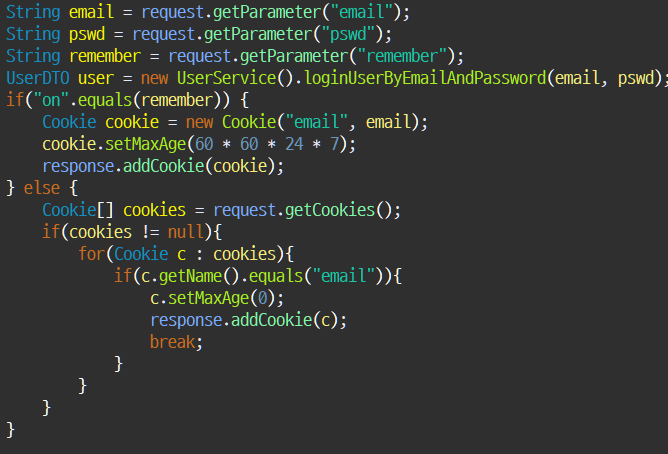 String email = request.getParameter("email");
String pswd = request.getParameter("pswd");
String remember = request.getParameter("remember");
UserDTO user = new UserService().loginUserByEmailAndPassword(email, pswd);
if("on".equals(remember)) {
    Cookie cookie = new Cookie("email", email);
    cookie.setMaxAge(60 * 60 * 24 * 7);
    response.addCookie(cookie);
} else {
    Cookie[] cookies = request.getCookies();
    if(cookies != null){
        for(Cookie c : cookies){
            if(c.getName().equals("email")){
                c.setMaxAge(0);
                response.addCookie(c);
                break;
            }
        }
    }
}